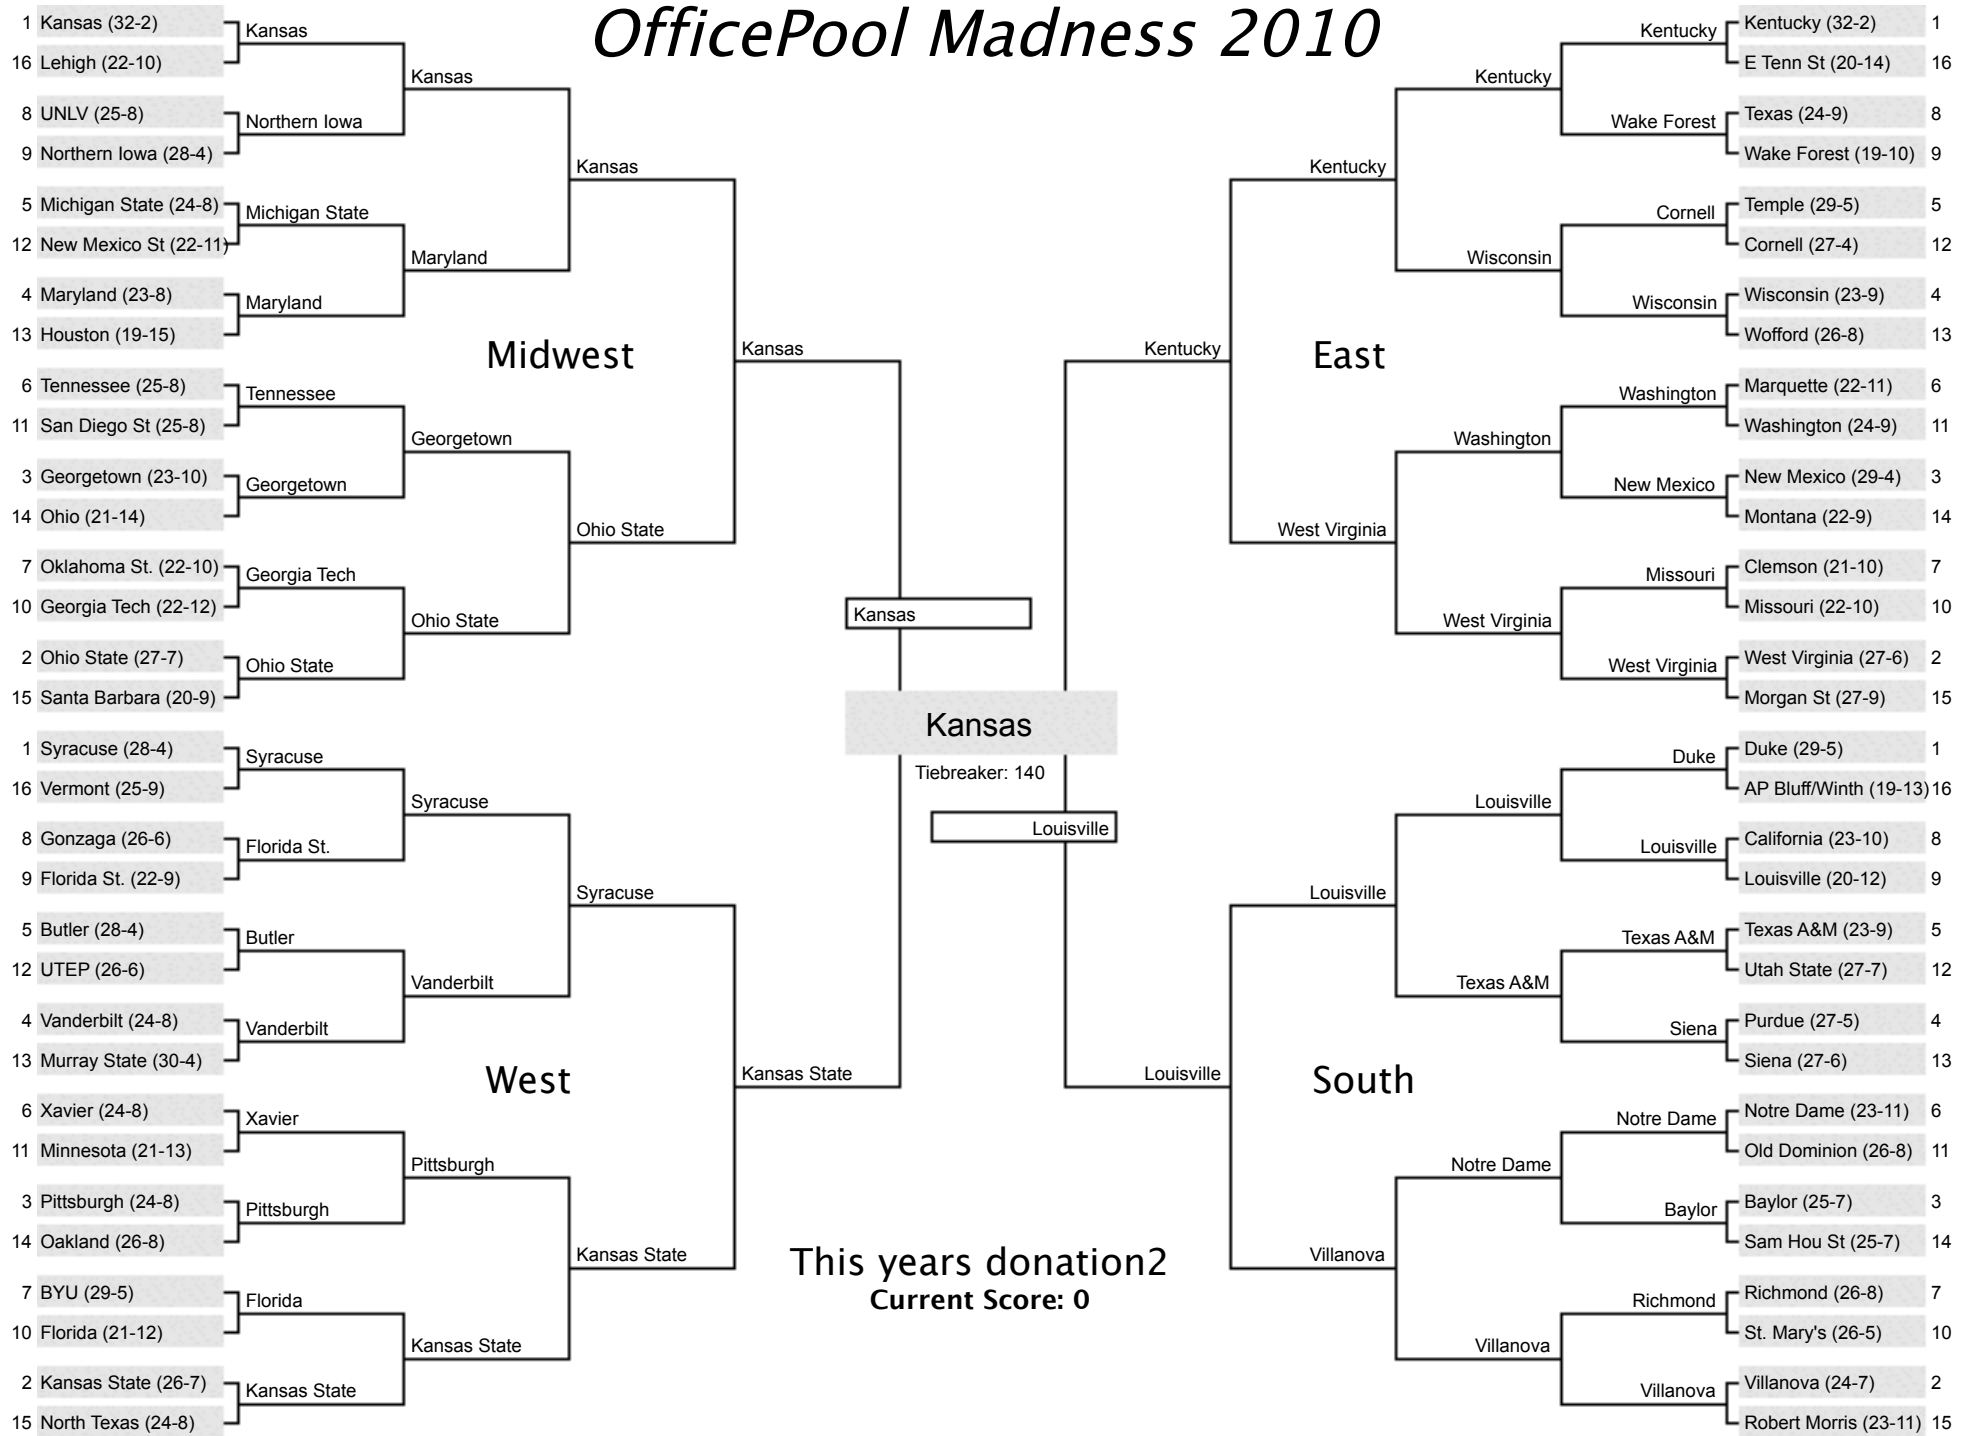 OfficePool Madness 2010
1 Kansas (32-2)
16 Lehigh (22-10)
8 UNLV (25-8)
9 Northern Iowa (28-4)
5 Michigan State (24-8)
12 New Mexico St (22-11)
4 Maryland (23-8)
13 Houston (19-15)
6 Tennessee (25-8)
11 San Diego St (25-8)
3 Georgetown (23-10)
14 Ohio (21-14)
7 Oklahoma St. (22-10)
10 Georgia Tech (22-12)
2 Ohio State (27-7)
15 Santa Barbara (20-9)
Kansas
Northern Iowa
Michigan State
Maryland
Tennessee
Georgetown
Georgia Tech
Ohio State
Kansas
Maryland
Georgetown
Ohio State
Kansas
Ohio State
Midwest
Kansas
1 Syracuse (28-4)
16 Vermont (25-9)
8 Gonzaga (26-6)
9 Florida St. (22-9)
5 Butler (28-4)
12 UTEP (26-6)
4 Vanderbilt (24-8)
13 Murray State (30-4)
6 Xavier (24-8)
11 Minnesota (21-13)
3 Pittsburgh (24-8)
14 Oakland (26-8)
7 BYU (29-5)
10 Florida (21-12)
2 Kansas State (26-7)
15 North Texas (24-8)
Syracuse
Florida St.
Butler
Vanderbilt
Xavier
Pittsburgh
Florida
Kansas State
Syracuse
Vanderbilt
Pittsburgh
Kansas State
Syracuse
Kansas State
West
Kansas State
Kansas
Kansas
Tiebreaker: 140
Louisville
This years donation2
Current Score: 0
Kentucky (32-2) 1
E Tenn St (20-14) 16
Texas (24-9) 8
Wake Forest (19-10) 9
Temple (29-5) 5
Cornell (27-4) 12
Wisconsin (23-9) 4
Wofford (26-8) 13
Marquette (22-11) 6
Washington (24-9) 11
New Mexico (29-4) 3
Montana (22-9) 14
Clemson (21-10) 7
Missouri (22-10) 10
West Virginia (27-6) 2
Morgan St (27-9) 15
Kentucky
Wake Forest
Cornell
Wisconsin
Washington
New Mexico
Missouri
West Virginia
Kentucky
Wisconsin
Washington
West Virginia
Kentucky
West Virginia
East
Kentucky
Duke (29-5) 1
AP Bluff/Winth (19-13) 16
California (23-10) 8
Louisville (20-12) 9
Texas A&M (23-9) 5
Utah State (27-7) 12
Purdue (27-5) 4
Siena (27-6) 13
Notre Dame (23-11) 6
Old Dominion (26-8) 11
Baylor (25-7) 3
Sam Hou St (25-7) 14
Richmond (26-8) 7
St. Mary's (26-5) 10
Villanova (24-7) 2
Robert Morris (23-11) 15
Duke
Louisville
Texas A&M
Siena
Notre Dame
Baylor
Richmond
Villanova
Louisville
Texas A&M
Notre Dame
Villanova
Louisville
Villanova
South
Louisville